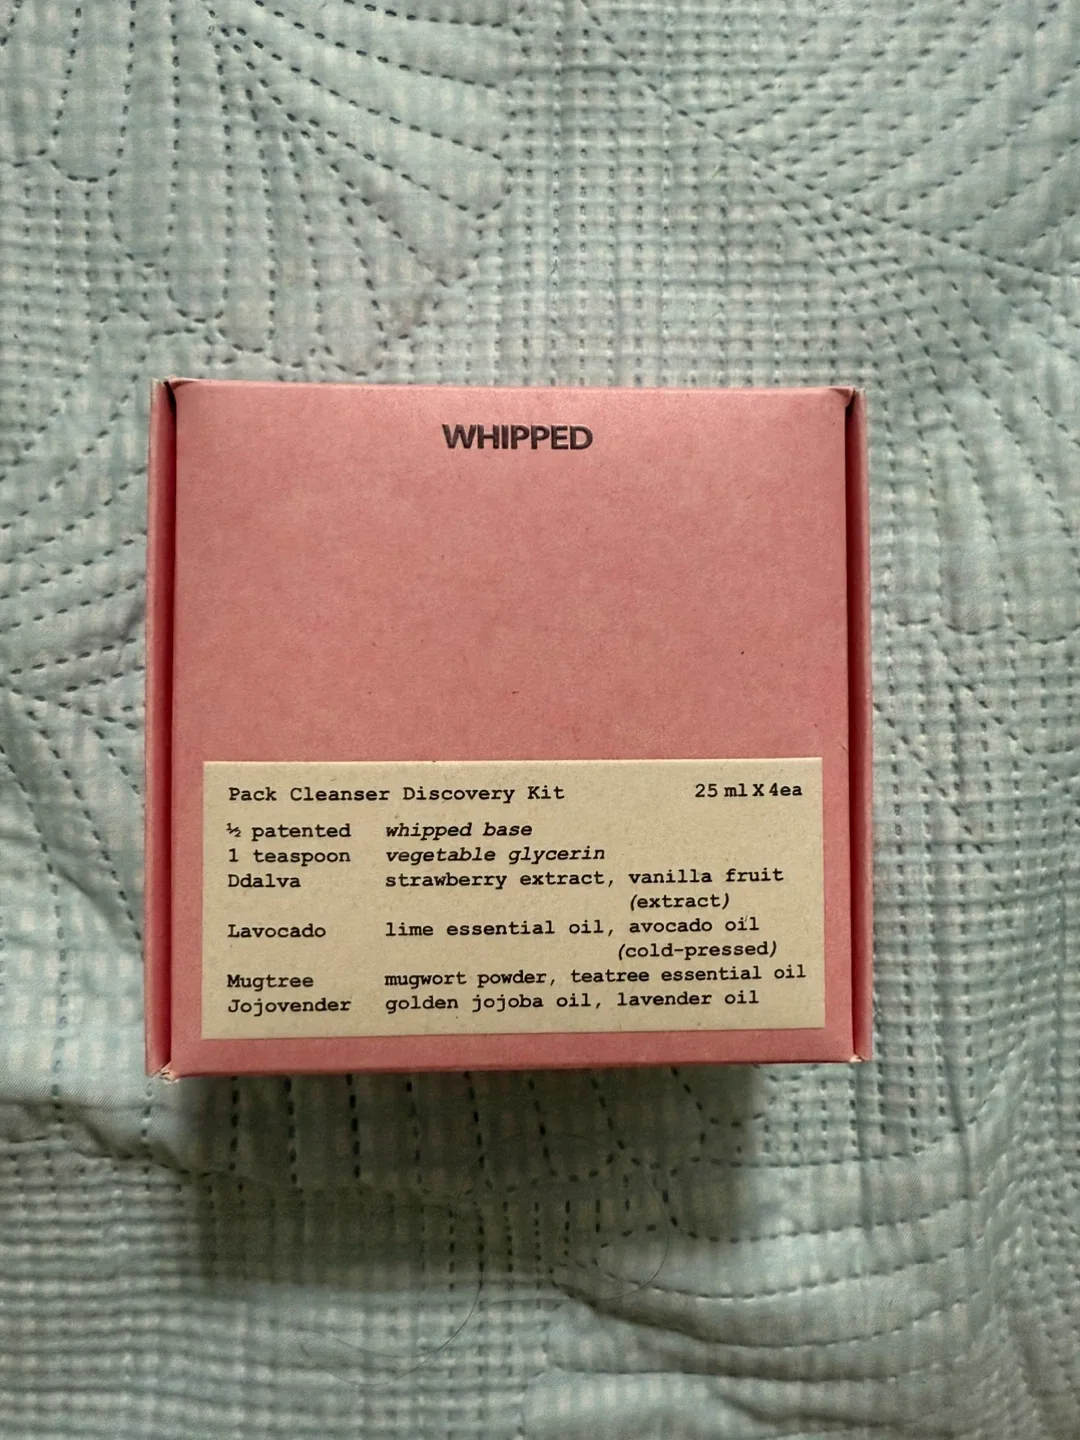 WHIPPED
Pack Cleanser Discovery Kit 25 ml X 4ea
½ patented whipped base
1 teaspoon vegetable glycerin
Ddalva strawberry extract, vanilla fruit
(extract)
Lavocado lime essential oil, avocado oil
(cold-pressed)
Mugtree mugwort powder, teatree essential oil
Jojovender golden jojoba oil, lavender oil